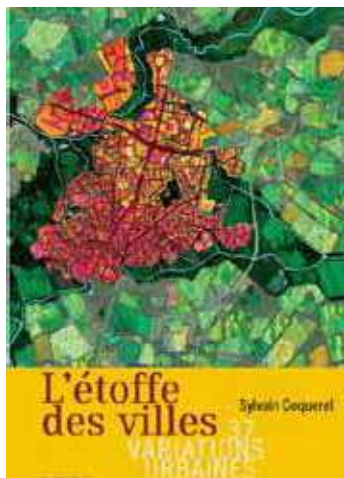 L'étoffe
des villes
Sylvain Coquerel
37
VARIATIONS
URBAINES